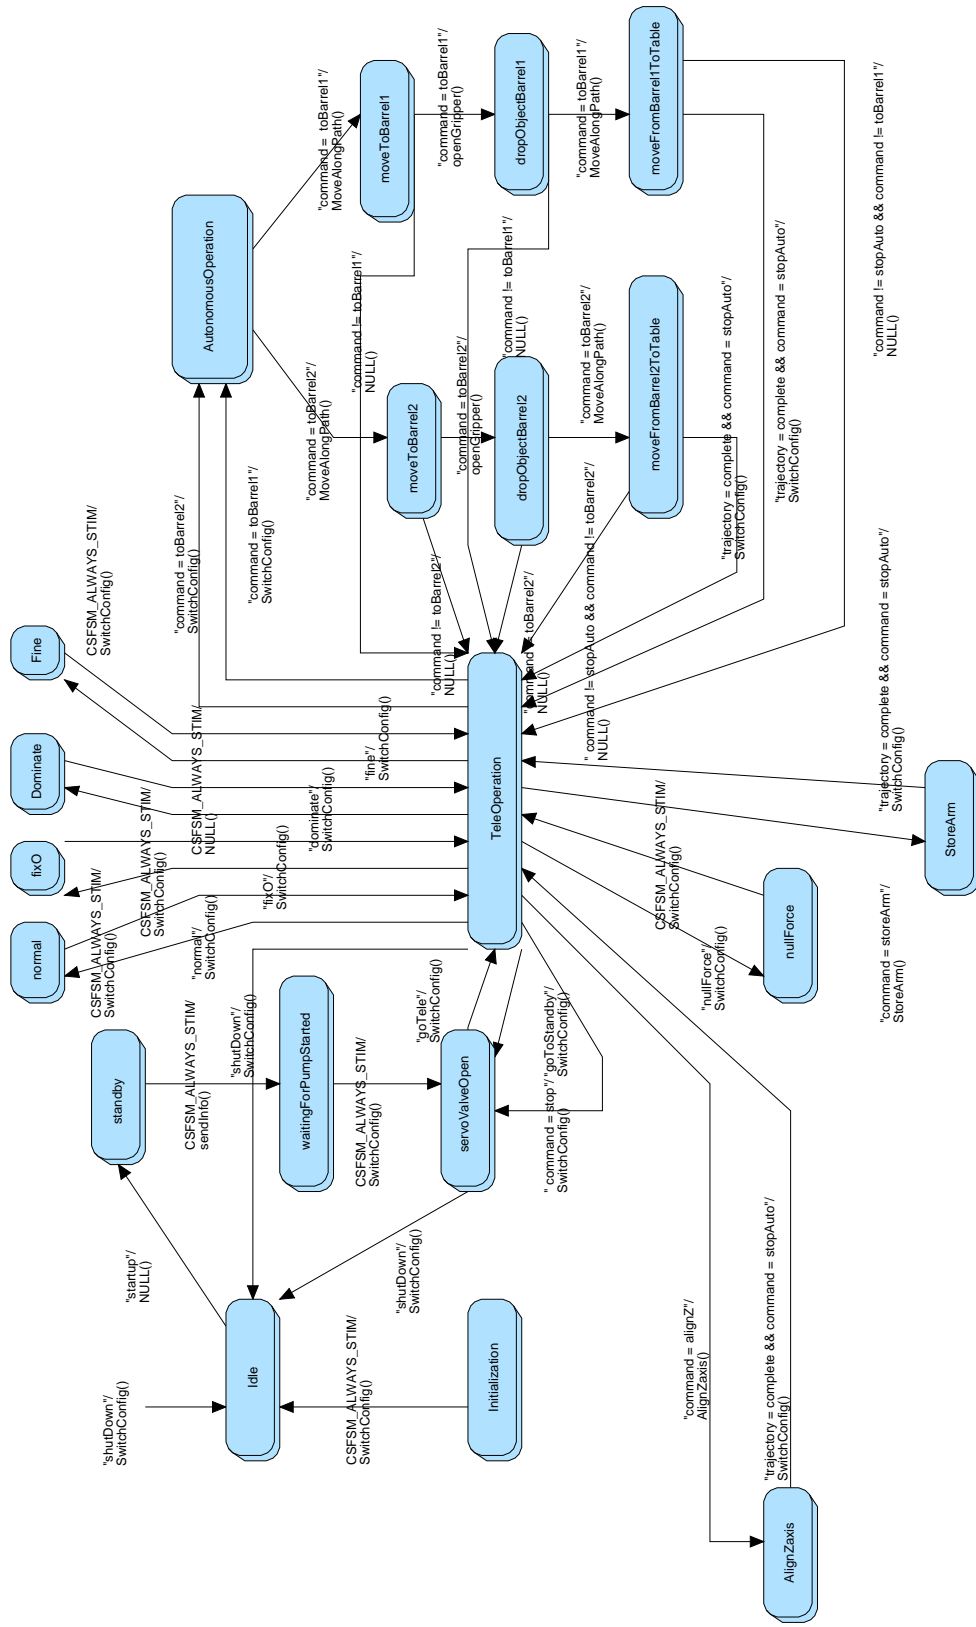 Fine
Dominate
fixO
normal
standby
Idle
Initialization
waitingForPumpStarted
servoValveOpen
TeleOperation
AutonomousOperation
moveToBarrel1
dropObjectBarrel1
moveFromBarrel1ToTable
moveToBarrel2
dropObjectBarrel2
moveFromBarrel2ToTable
StoreArm
nullForce
AlignZaxis
"shutDown"/
SwitchConfig()
"startup"/
NULL()
CSFSM_ALWAYS_STIM/
SwitchConfig()
CSFSM_ALWAYS_STIM/
sendInfo()
"shutDown"/
SwitchConfig()
CSFSM_ALWAYS_STIM/
SwitchConfig()
"shutDown"/
SwitchConfig()
"goTele"/
SwitchConfig()
" command = stop"/
SwitchConfig()
"goToStandby"/
SwitchConfig()
CSFSM_ALWAYS_STIM/
SwitchConfig()
"normal"/
SwitchConfig()
CSFSM_ALWAYS_STIM/
SwitchConfig()
"fixO"/
SwitchConfig()
CSFSM_ALWAYS_STIM/
NULL()
"dominate"/
SwitchConfig()
CSFSM_ALWAYS_STIM/
SwitchConfig()
"fine"/
SwitchConfig()
"command = toBarrel2"/
SwitchConfig()
"command = toBarrel1"/
SwitchConfig()
"command = toBarrel1"/
MoveAlongPath()
"command = toBarrel1"/
openGripper()
"command = toBarrel1"/
MoveAlongPath()
"command = toBarrel2"/
MoveAlongPath()
"command != toBarrel1"/
NULL()
"command = toBarrel2"/
openGripper()
"command != toBarrel1"/
NULL()
"command = toBarrel2"/
MoveAlongPath()
"command != toBarrel2"/
NULL()
"command != toBarrel2"/
NULL()
" command != stopAuto && command != toBarrel2"/
NULL()
"trajectory = complete && command = stopAuto"/
SwitchConfig()
"trajectory = complete && command = stopAuto"/
SwitchConfig()
"command != stopAuto && command != toBarrel1"/
NULL()
"trajectory = complete && command = stopAuto"/
SwitchConfig()
"command = storeArm"/
StoreArm()
CSFSM_ALWAYS_STIM/
SwitchConfig()
"nullForce"/
SwitchConfig()
"command = alignZ"/
AlignZaxis()
"trajectory = complete && command = stopAuto"/
SwitchConfig()